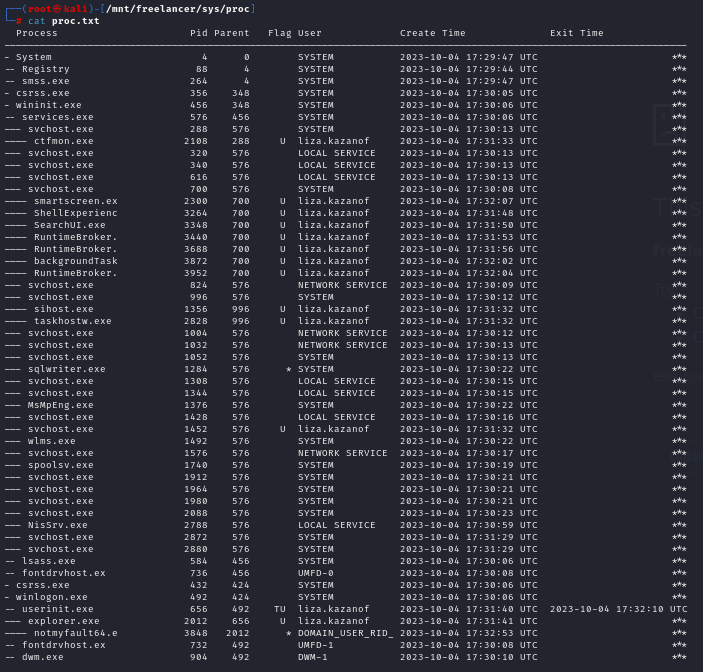 ┌──(root㉿kali)-[/mnt/freelancer/sys/proc]
└─# cat proc.txt
Process Pid Parent Flag User Create Time Exit Time
- System 4 0 SYSTEM 2023-10-04 17:29:47 UTC ***
-- Registry 88 4 SYSTEM 2023-10-04 17:29:44 UTC ***
-- smss.exe 264 4 SYSTEM 2023-10-04 17:29:47 UTC ***
- csrss.exe 356 348 SYSTEM 2023-10-04 17:30:05 UTC ***
- wininit.exe 456 348 SYSTEM 2023-10-04 17:30:06 UTC ***
-- services.exe 576 456 SYSTEM 2023-10-04 17:30:06 UTC ***
--- svchost.exe 288 576 SYSTEM 2023-10-04 17:30:13 UTC ***
---- ctfmon.exe 2108 288 U liza.kazanof 2023-10-04 17:31:33 UTC ***
--- svchost.exe 320 576 LOCAL SERVICE 2023-10-04 17:30:13 UTC ***
--- svchost.exe 340 576 LOCAL SERVICE 2023-10-04 17:30:13 UTC ***
--- svchost.exe 616 576 LOCAL SERVICE 2023-10-04 17:30:13 UTC ***
--- svchost.exe 700 576 SYSTEM 2023-10-04 17:30:08 UTC ***
---- smartscreen.ex 2300 700 U liza.kazanof 2023-10-04 17:32:07 UTC ***
---- ShellExperienc 3264 700 U liza.kazanof 2023-10-04 17:31:48 UTC ***
---- SearchUI.exe 3348 700 U liza.kazanof 2023-10-04 17:31:50 UTC ***
---- RuntimeBroker. 3440 700 U liza.kazanof 2023-10-04 17:31:53 UTC ***
---- RuntimeBroker. 3688 700 U liza.kazanof 2023-10-04 17:31:56 UTC ***
---- backgroundTask 3872 700 U liza.kazanof 2023-10-04 17:32:02 UTC ***
---- RuntimeBroker. 3952 700 U liza.kazanof 2023-10-04 17:32:04 UTC ***
--- svchost.exe 824 576 NETWORK SERVICE 2023-10-04 17:30:09 UTC ***
--- svchost.exe 996 576 SYSTEM 2023-10-04 17:30:12 UTC ***
---- sihost.exe 1356 996 U liza.kazanof 2023-10-04 17:31:32 UTC ***
---- taskhostw.exe 2828 996 U liza.kazanof 2023-10-04 17:31:32 UTC ***
--- svchost.exe 1004 576 NETWORK SERVICE 2023-10-04 17:30:12 UTC ***
--- svchost.exe 1032 576 NETWORK SERVICE 2023-10-04 17:30:13 UTC ***
--- svchost.exe 1052 576 SYSTEM 2023-10-04 17:30:13 UTC ***
--- sqlwriter.exe 1284 576 * SYSTEM 2023-10-04 17:30:22 UTC ***
--- svchost.exe 1308 576 LOCAL SERVICE 2023-10-04 17:30:15 UTC ***
--- svchost.exe 1344 576 LOCAL SERVICE 2023-10-04 17:30:15 UTC ***
--- MsMpEng.exe 1376 576 SYSTEM 2023-10-04 17:30:22 UTC ***
--- svchost.exe 1428 576 LOCAL SERVICE 2023-10-04 17:30:16 UTC ***
--- svchost.exe 1452 576 U liza.kazanof 2023-10-04 17:31:32 UTC ***
--- wlms.exe 1492 576 SYSTEM 2023-10-04 17:30:22 UTC ***
--- svchost.exe 1576 576 NETWORK SERVICE 2023-10-04 17:30:17 UTC ***
--- spoolsv.exe 1740 576 SYSTEM 2023-10-04 17:30:19 UTC ***
--- svchost.exe 1912 576 SYSTEM 2023-10-04 17:30:21 UTC ***
--- svchost.exe 1964 576 SYSTEM 2023-10-04 17:30:21 UTC ***
--- svchost.exe 1980 576 SYSTEM 2023-10-04 17:30:21 UTC ***
--- svchost.exe 2088 576 SYSTEM 2023-10-04 17:30:23 UTC ***
--- NisSrv.exe 2788 576 LOCAL SERVICE 2023-10-04 17:30:59 UTC ***
--- svchost.exe 2872 576 SYSTEM 2023-10-04 17:31:29 UTC ***
--- svchost.exe 2880 576 SYSTEM 2023-10-04 17:31:29 UTC ***
-- lsass.exe 584 456 SYSTEM 2023-10-04 17:30:06 UTC ***
-- fontdrvhost.ex 736 456 UMFD-0 2023-10-04 17:30:08 UTC ***
- csrss.exe 432 424 SYSTEM 2023-10-04 17:30:06 UTC ***
- winlogon.exe 492 424 SYSTEM 2023-10-04 17:30:06 UTC ***
-- userinit.exe 656 492 TU liza.kazanof 2023-10-04 17:31:40 UTC 2023-10-04 17:32:10 UTC
--- explorer.exe 2012 656 U liza.kazanof 2023-10-04 17:31:41 UTC ***
---- notmyfault64.e 3848 2012 * DOMAIN_USER_RID_ 2023-10-04 17:32:53 UTC ***
-- fontdrvhost.ex 732 492 UMFD-1 2023-10-04 17:30:08 UTC ***
-- dwm.exe 904 492 DWM-1 2023-10-04 17:30:10 UTC ***